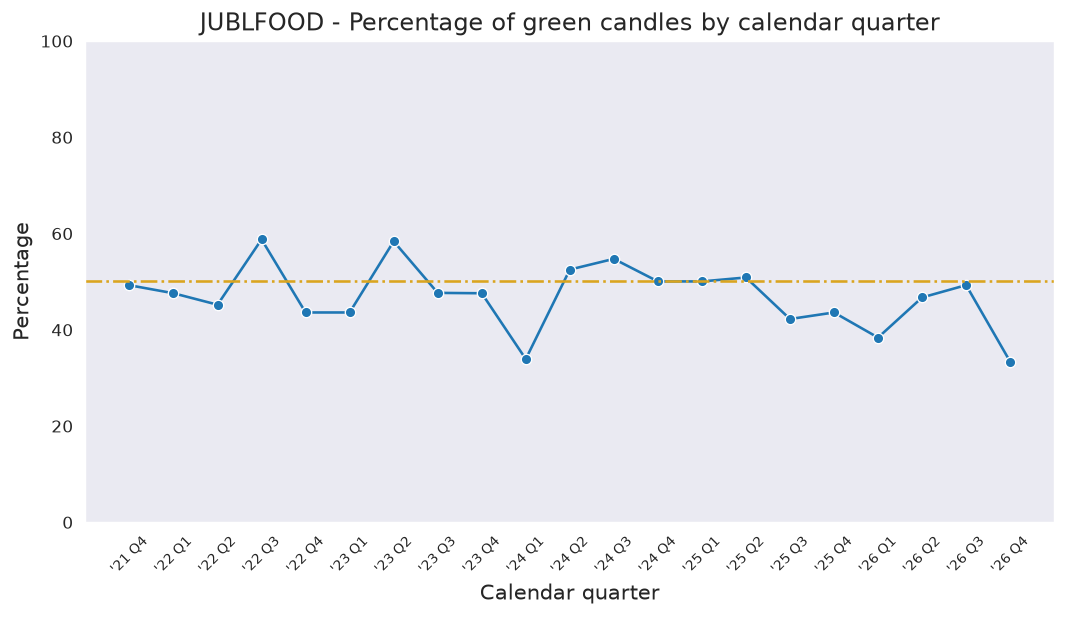 JUBLFOOD - Percentage of green candles by calendar quarter
Percentage
100
80
60
40
20
0
'21 Q4
'22 Q1
'22 Q2
'22 Q3
'22 Q4
'23 Q1
'23 Q2
'23 Q3
'23 Q4
'24 Q1
'24 Q2
'24 Q3
'24 Q4
'25 Q1
'25 Q2
'25 Q3
'25 Q4
'26 Q1
'26 Q2
'26 Q3
'26 Q4
Calendar quarter